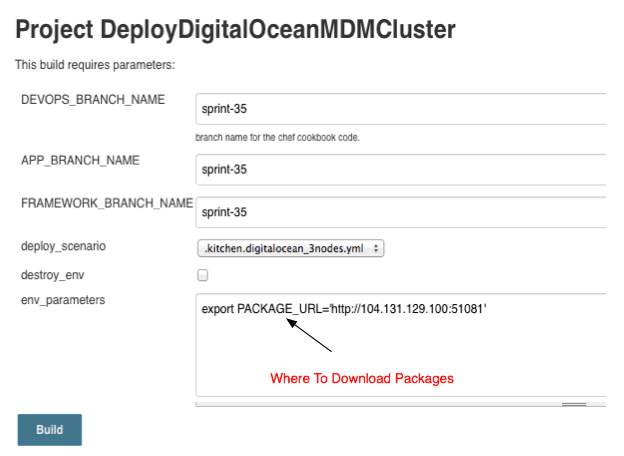 Project DeployDigitalOceanMDMCluster
This build requires parameters:
DEVOPS_BRANCH_NAME
sprint-35
branch name for the chef cookbook code.
APP_BRANCH_NAME
sprint-35
FRAMEWORK_BRANCH_NAME
sprint-35
deploy_scenario
.kitchen.digitalocean_3nodes.yml
destroy_env
env_parameters
export PACKAGE_URL='http://104.131.129.100:51081'
Where To Download Packages
Build